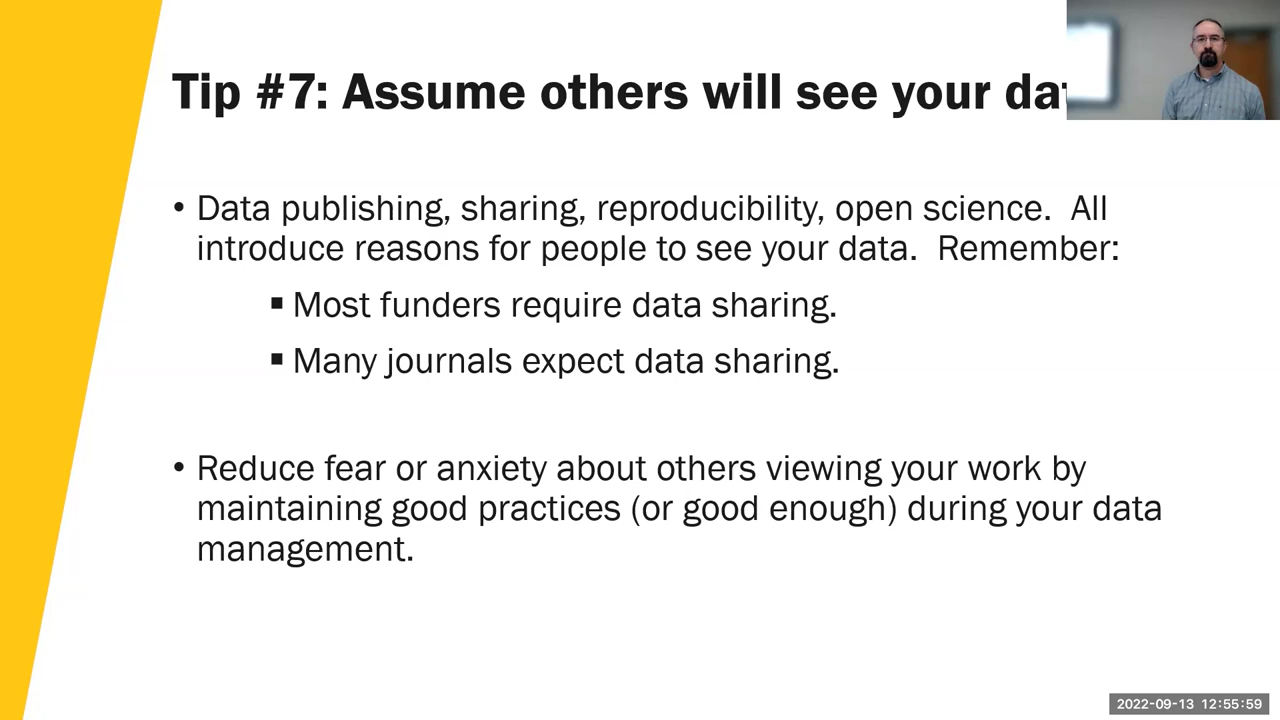 Tip #7: Assume others will see your
• Data publishing, sharing, reproducibility, open science.  All
introduce reasons for people to see your data.  Remember:
▪ Most funders require data sharing.
▪ Many journals expect data sharing.
• Reduce fear or anxiety about others viewing your work by
maintaining good practices (or good enough) during your data
management.
2022-09-13 12:55:59